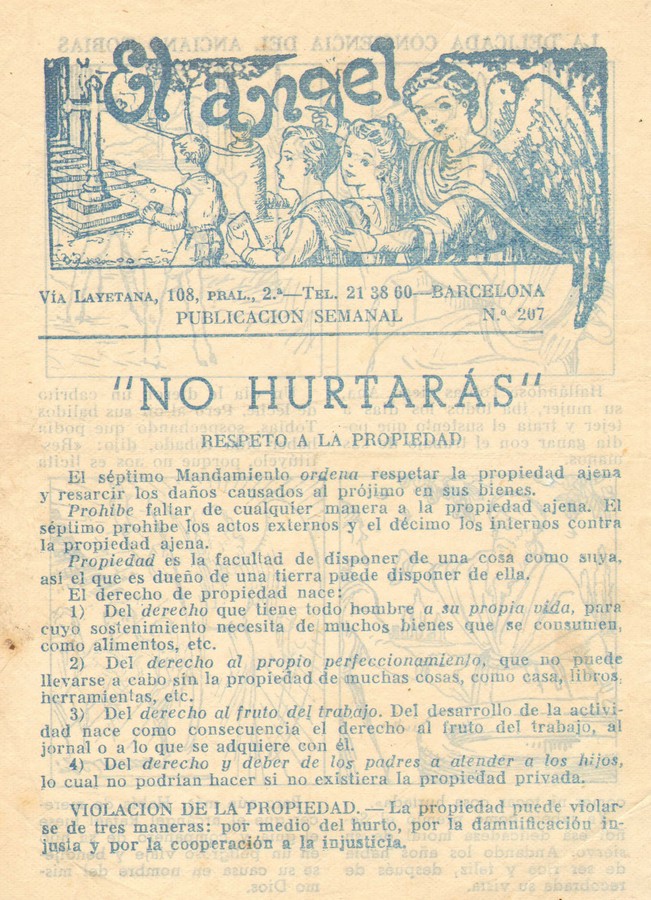 El angel
VÍA LAYETANA, 108, PRAL., 2.ª—TEL. 21 38 60—BARCELONA
PUBLICACION SEMANAL N.º 207
"NO HURTARÁS"
RESPETO A LA PROPIEDAD
El séptimo Mandamiento ordena respetar la propiedad ajena
y resarcir los daños causados al prójimo en sus bienes.
Prohibe faltar de cualquier manera a la propiedad ajena. El
séptimo prohibe los actos externos y el décimo los internos contra
la propiedad ajena.
Propiedad es la facultad de disponer de una cosa como suya,
así el que es dueño de una tierra puede disponer de ella.
El derecho de propiedad nace:
1) Del derecho que tiene todo hombre a su propia vida, para
cuyo sostenimiento necesita de muchos bienes que se consumen,
como alimentos, etc.
2) Del derecho al propio perfeccionamiento, que no puede
llevarse a cabo sin la propiedad de muchas cosas, como casa, libros,
herramientas, etc.
3) Del derecho al fruto del trabajo. Del desarrollo de la activi-
dad nace como consecuencia el derecho al fruto del trabajo, al
jornal o a lo que se adquiere con él.
4) Del derecho y deber de los padres a atender a los hijos,
lo cual no podrían hacer si no existiera la propiedad privada.
VIOLACION DE LA PROPIEDAD. — La propiedad puede violar-
se de tres maneras: por medio del hurto, por la damnificación in-
justa y por la cooperación a la injusticia.